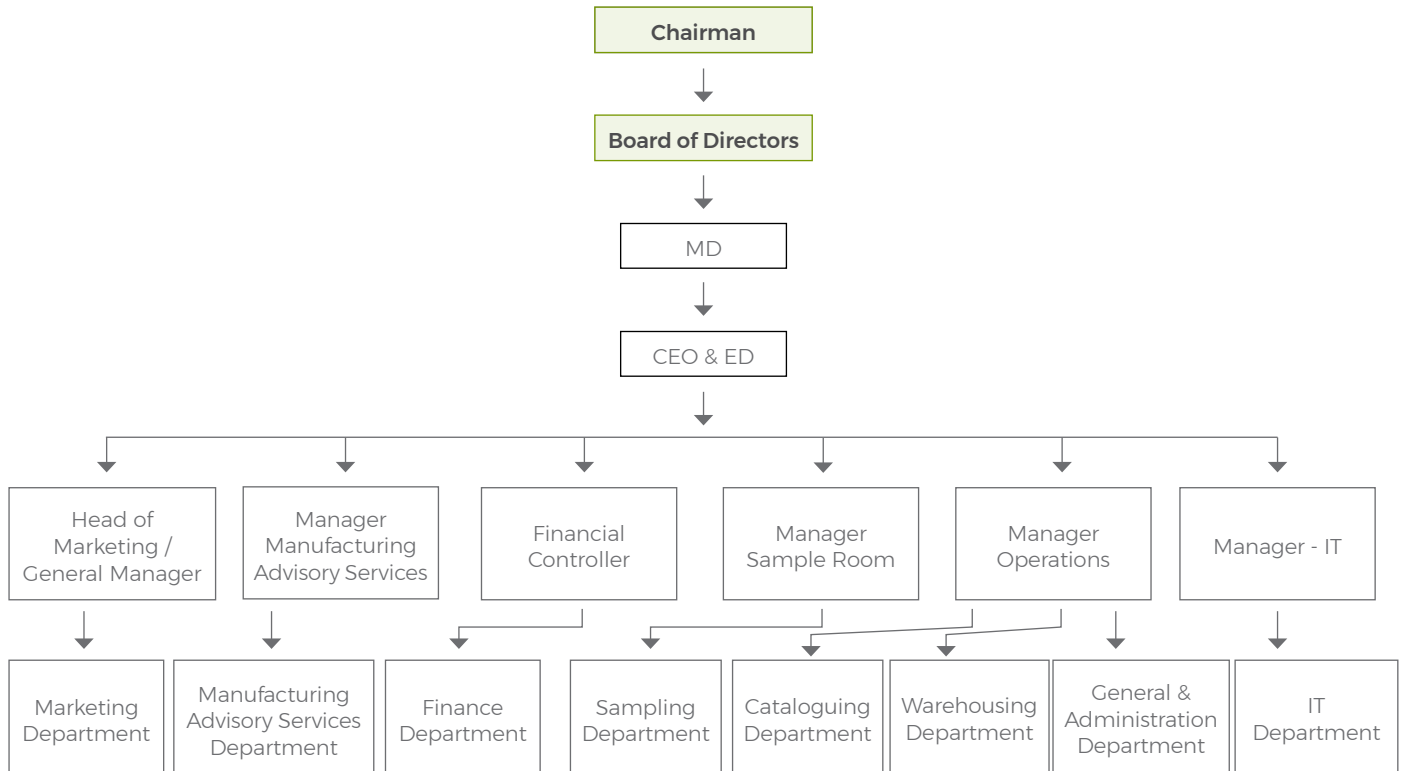 Chairman
Board of Directors
MD
CEO & ED
Head of
Marketing /
General Manager
Manager
Manufacturing
Advisory Services
Financial
Controller
Manager
Sample Room
Manager
Operations
Manager - IT
Marketing
Department
Manufacturing
Advisory Services
Department
Finance
Department
Sampling
Department
Cataloguing
Department
Warehousing
Department
General &
Administration
Department
IT
Department